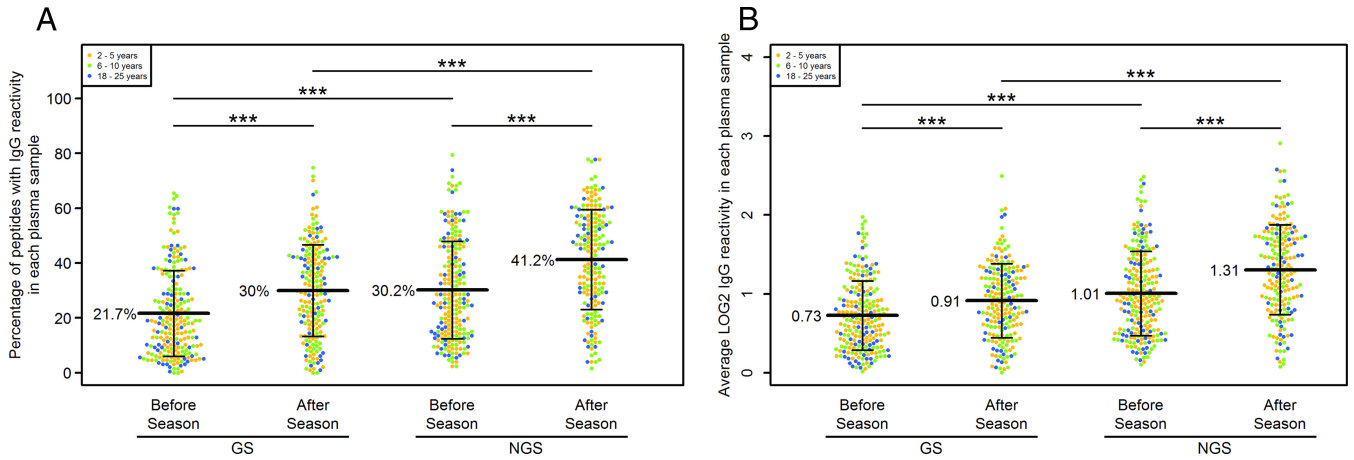 A
2 - 5 years
6 - 10 years
18 - 25 years
Percentage of peptides with IgG reactivity
in each plasma sample
100
80
60
40
20
0
***
***
***
***
21.7%
30%
30.2%
41.2%
Before
Season
After
Season
Before
Season
After
Season
GS
NGS
B
2 - 5 years
6 - 10 years
18 - 25 years
Average LOG2 IgG reactivity in each plasma sample
4
3
2
1
0
***
***
***
***
0.73
0.91
1.01
1.31
Before
Season
After
Season
Before
Season
After
Season
GS
NGS